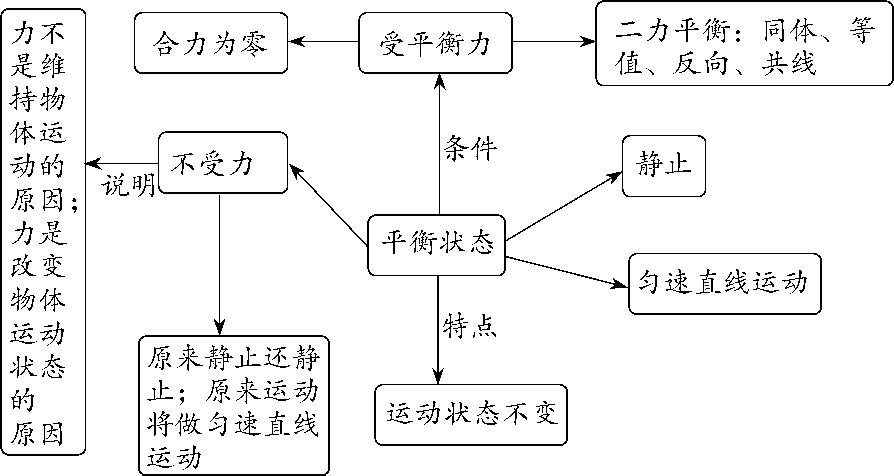 力不
是维
持物
体运
动的
原因；
力是
改变
物体
运动
状态
的
原因
合力为零
受平衡力
二力平衡：同体、等
值、反向、共线
条件
不受力
说明
静止
平衡状态
匀速直线运动
特点
原来静止还静
止；原来运动
将做匀速直线
运动
运动状态不变